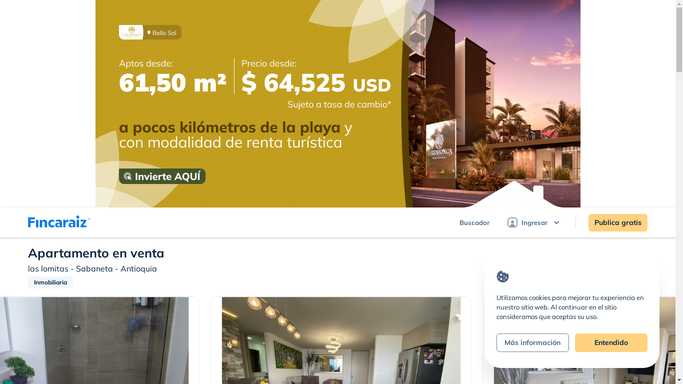 Bello Sol
Aptos desde:
61,50 m²
Precio desde:
$ 64,525 USD
Sujeto a tasa de cambio*
a pocos kilómetros de la playa y
con modalidad de renta turística
Invierte AQUÍ
Fincaraiz
Buscador
Ingresar
Publica gratis
Apartamento en venta
las lomitas - Sabaneta - Antioquia
Inmobiliaria
Utilizamos cookies para mejorar tu experiencia en
nuestro sitio web. Al continuar en el sitio
consideramos que aceptas su uso.
Más información
Entendido